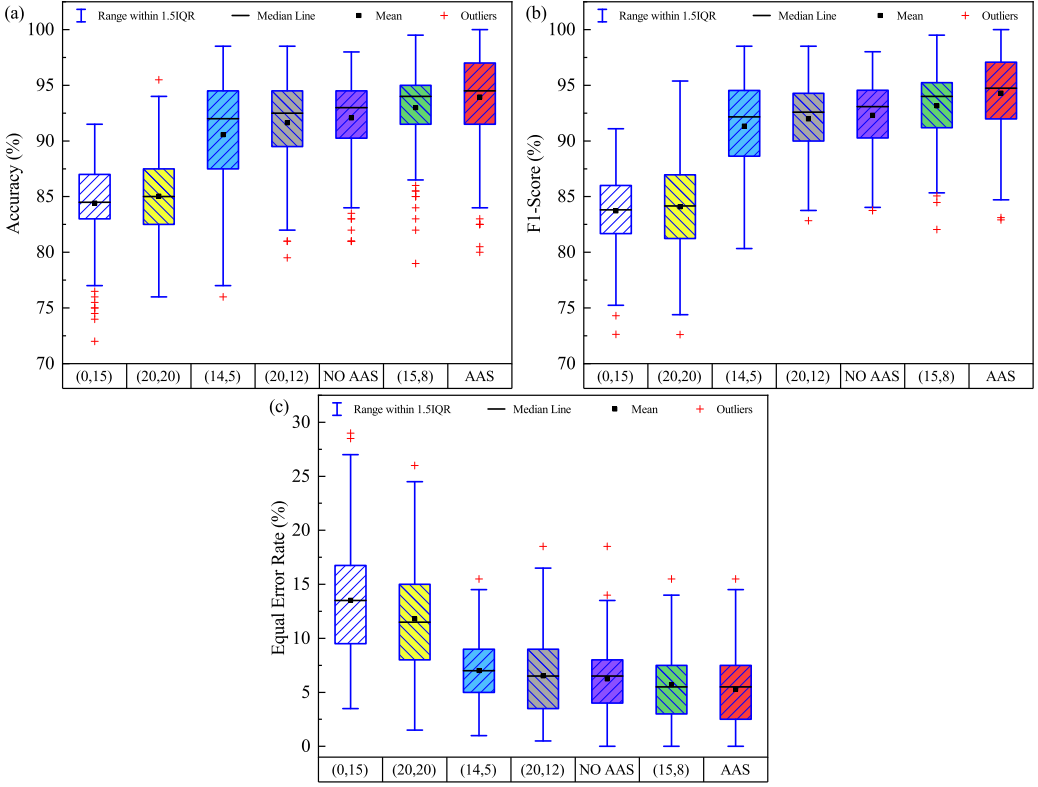 (a)
Range within 1.5IQR Median Line Mean Outliers
Accuracy (%)
100
95
90
85
80
75
70
(0,15) (20,20) (14,5) (20,12) NO AAS (15,8) AAS
(b)
Range within 1.5IQR Median Line Mean Outliers
F1-Score (%)
100
95
90
85
80
75
70
(0,15) (20,20) (14,5) (20,12) NO AAS (15,8) AAS
(c)
Range within 1.5IQR Median Line Mean Outliers
Equal Error Rate (%)
30
25
20
15
10
5
0
(0,15) (20,20) (14,5) (20,12) NO AAS (15,8) AAS